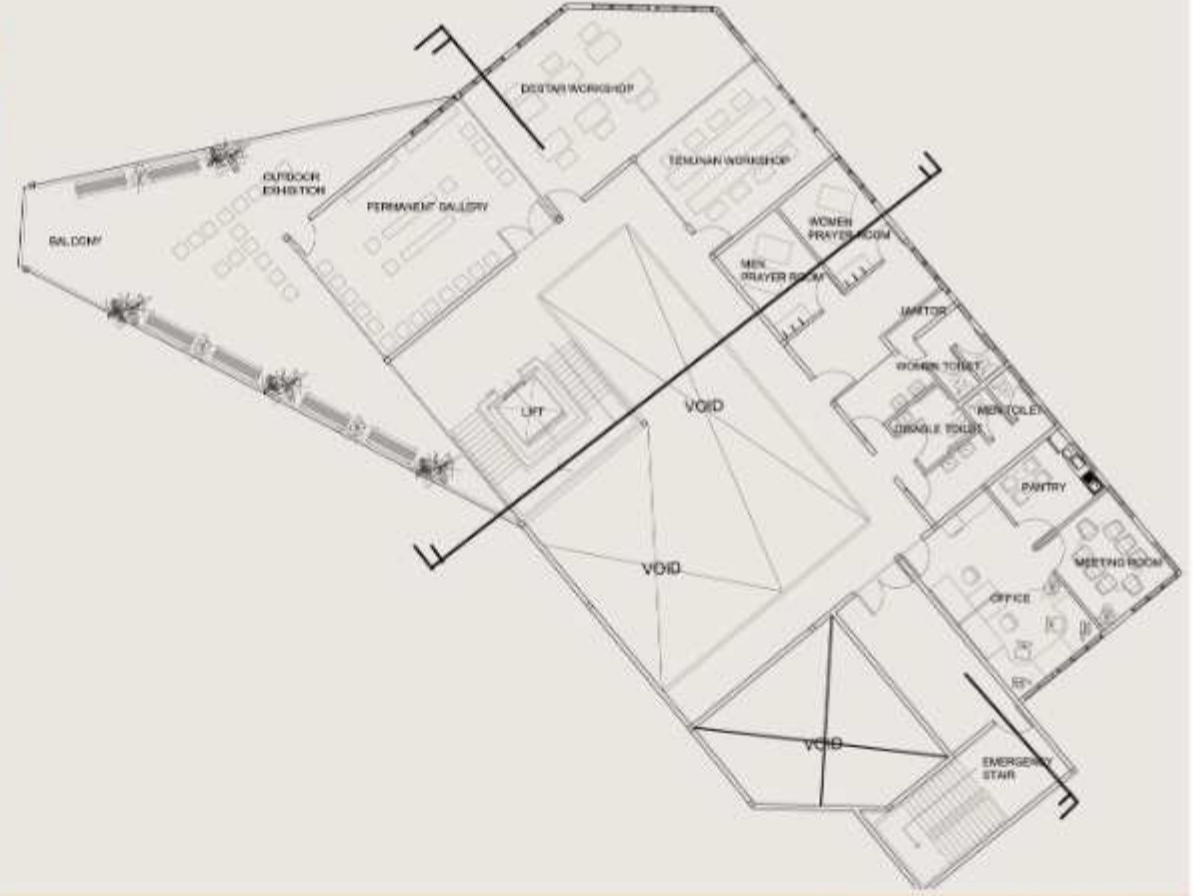 DESTAR WORKSHOP
TENUNAN WORKSHOP
OUTDOOR
EXHIBITION
PERMANENT GALLERY
BALCONY
WOMEN
PRAYER ROOM
MEN
PRAYER ROOM
JANITOR
WOMEN TOILET
MEN TOILET
DISABLE TOILET
LIFT
VOID
PANTRY
VOID
MEETING ROOM
OFFICE
VOID
EMERGENCY
STAIR